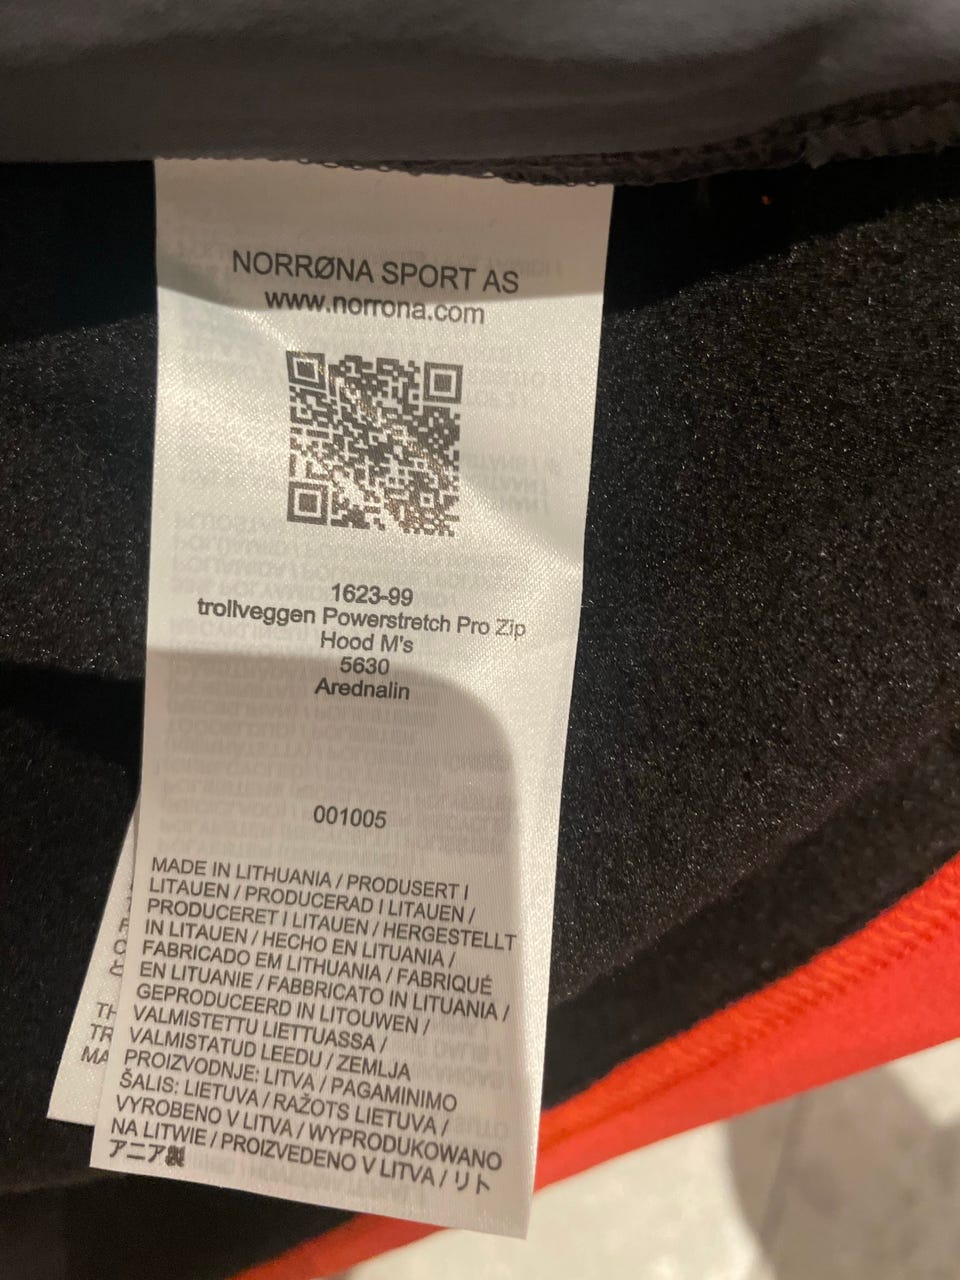 NORRØNA SPORT AS
www.norrona.com
1623-99
trollveggen Powerstretch Pro Zip
Hood M's
5630
Arednalin
001005
MADE IN LITHUANIA / PRODUSERT I
LITAUEN / PRODUCERAD I LITAUEN /
PRODUCERET I LITAUEN / HERGESTELLT
IN LITAUEN / HECHO EN LITUANIA /
FABRICADO EM LITHUANIA / FABRIQUÉ
EN LITUANIE / FABBRICATO IN LITUANIA /
GEPRODUCEERD IN LITOUWEN /
VALMISTETTU LIETTUASSA /
VALMISTATUD LEEDU / ZEMLJA
PROIZVODNJE: LITVA / PAGAMINIMO
ŠALIS: LIETUVA / RAŽOTS LIETUVA /
VYROBENO V LITVA / WYPRODUKOWANO
NA LITWIE / PROIZVEDENO V LITVA / リト
アニア製
TH
TR
MA